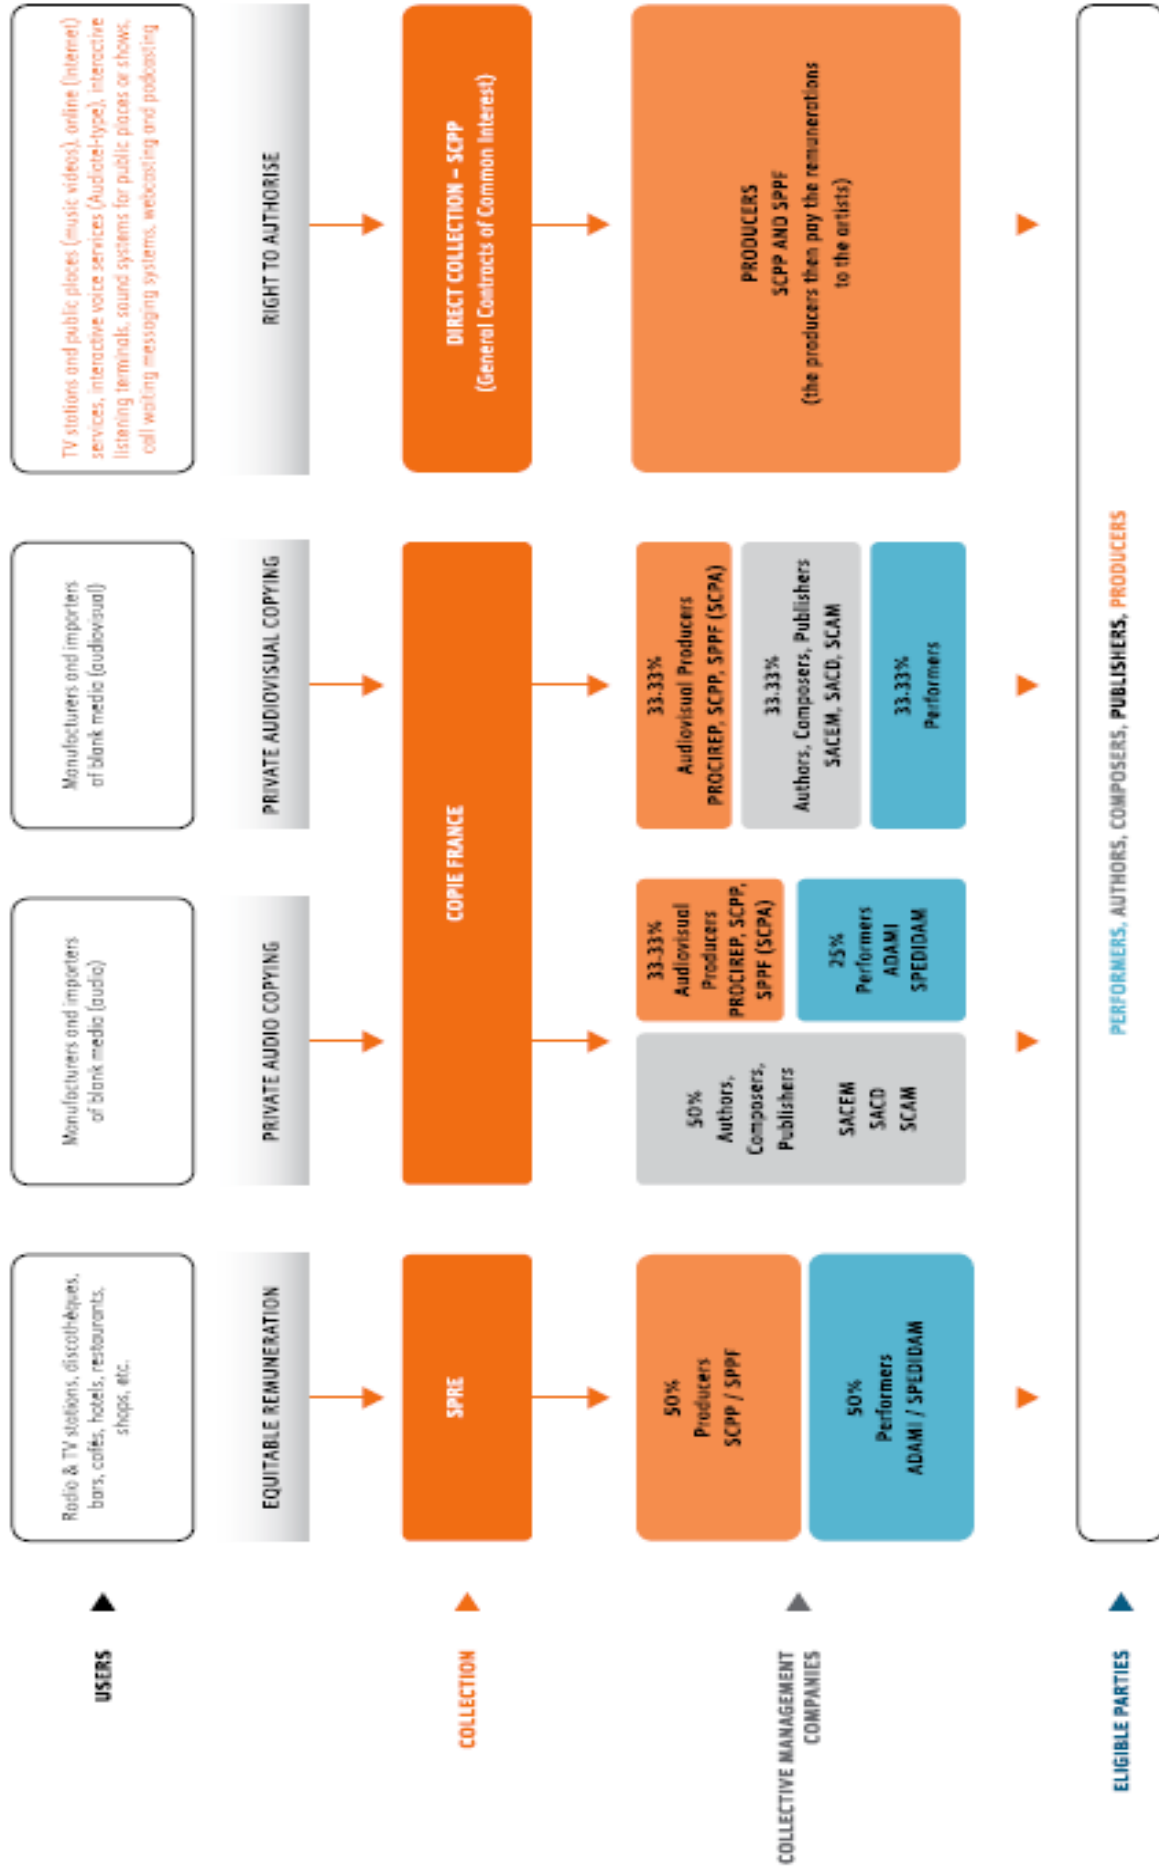 USERS
Radio & TV stations, discothèques,
bars, cafés, hotels, restaurants,
shops, etc.
Manufacturers and importers
of blank media (audio)
Manufacturers and importers
of blank media (audiovisual)
TV stations and public places (music videos), online (internet)
services, interactive voice services (Audiotel-type), interactive
listening terminals, sound systems for public places or shows,
call waiting messaging systems, webcasting and podcasting
EQUITABLE REMUNERATION
PRIVATE AUDIO COPYING
PRIVATE AUDIOVISUAL COPYING
RIGHT TO AUTHORISE
COLLECTION
SPRE
COPIE FRANCE
DIRECT COLLECTION – SCPP
(General Contracts of Common Interest)
COLLECTIVE MANAGEMENT
COMPANIES
50%
Producers
SCPP / SPPF
50%
Performers
ADAMI / SPEDIDAM
50%
Authors,
Composers,
Publishers
SACEM
SACD
SCAM
33.33%
Audiovisual
Producers
PROCIREP, SCPP,
SPPF (SCPA)
25%
Performers
ADAMI
SPEDIDAM
33.33%
Audiovisual Producers
PROCIREP, SCPP, SPPF (SCPA)
33.33%
Authors, Composers, Publishers
SACEM, SACD, SCAM
33.33%
Performers
PRODUCERS
SCPP AND SPPF
(the producers then pay the remunerations
to the artists)
ELIGIBLE PARTIES
PERFORMERS, AUTHORS, COMPOSERS, PUBLISHERS, PRODUCERS